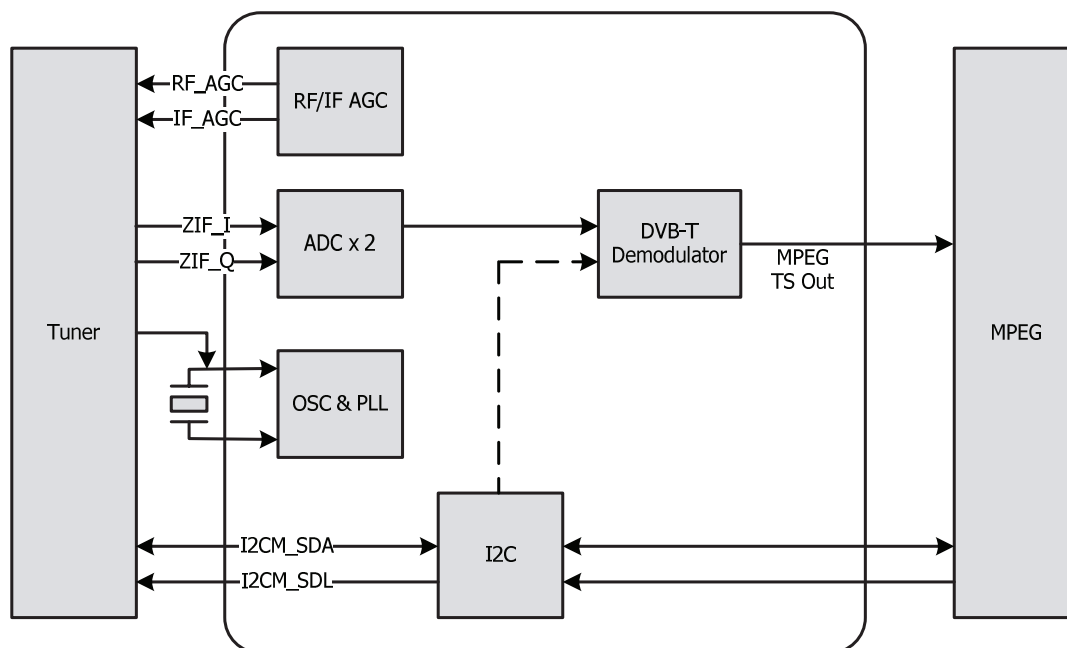 RF_AGC
IF_AGC
RF/IF AGC
ZIF_I
ZIF_Q
ADC x 2
DVB-T
Demodulator
MPEG
TS Out
Tuner
MPEG
OSC & PLL
I2CM_SDA
I2CM_SDL
I2C